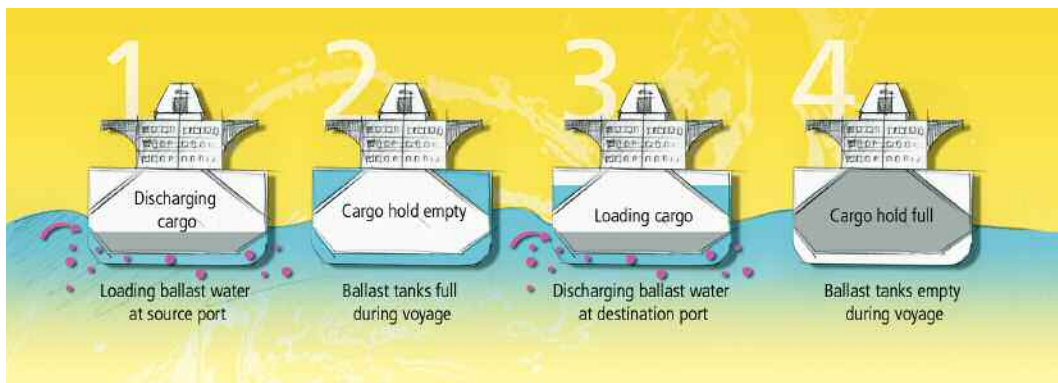 1
Discharging
cargo
Loading ballast water
at source port
2
Cargo hold empty
Ballast tanks full
during voyage
3
Loading cargo
Discharging ballast water
at destination port
4
Cargo hold full
Ballast tanks empty
during voyage